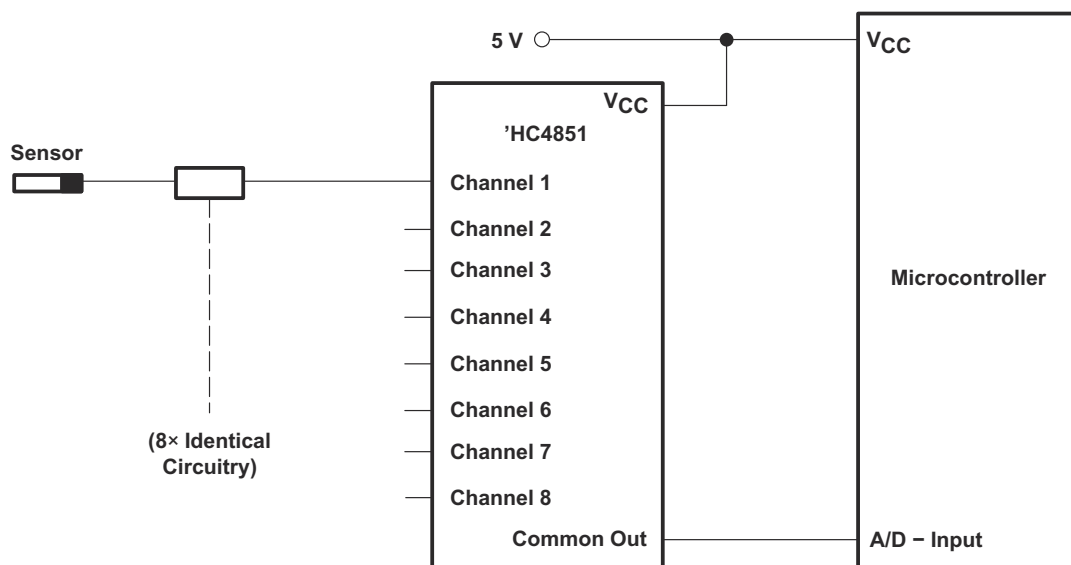 5 V
VCC
VCC
'HC4851
Sensor
Channel 1
Channel 2
Channel 3
Channel 4
Channel 5
Channel 6
Channel 7
Channel 8
Microcontroller
(8× Identical
Circuitry)
Common Out
A/D − Input